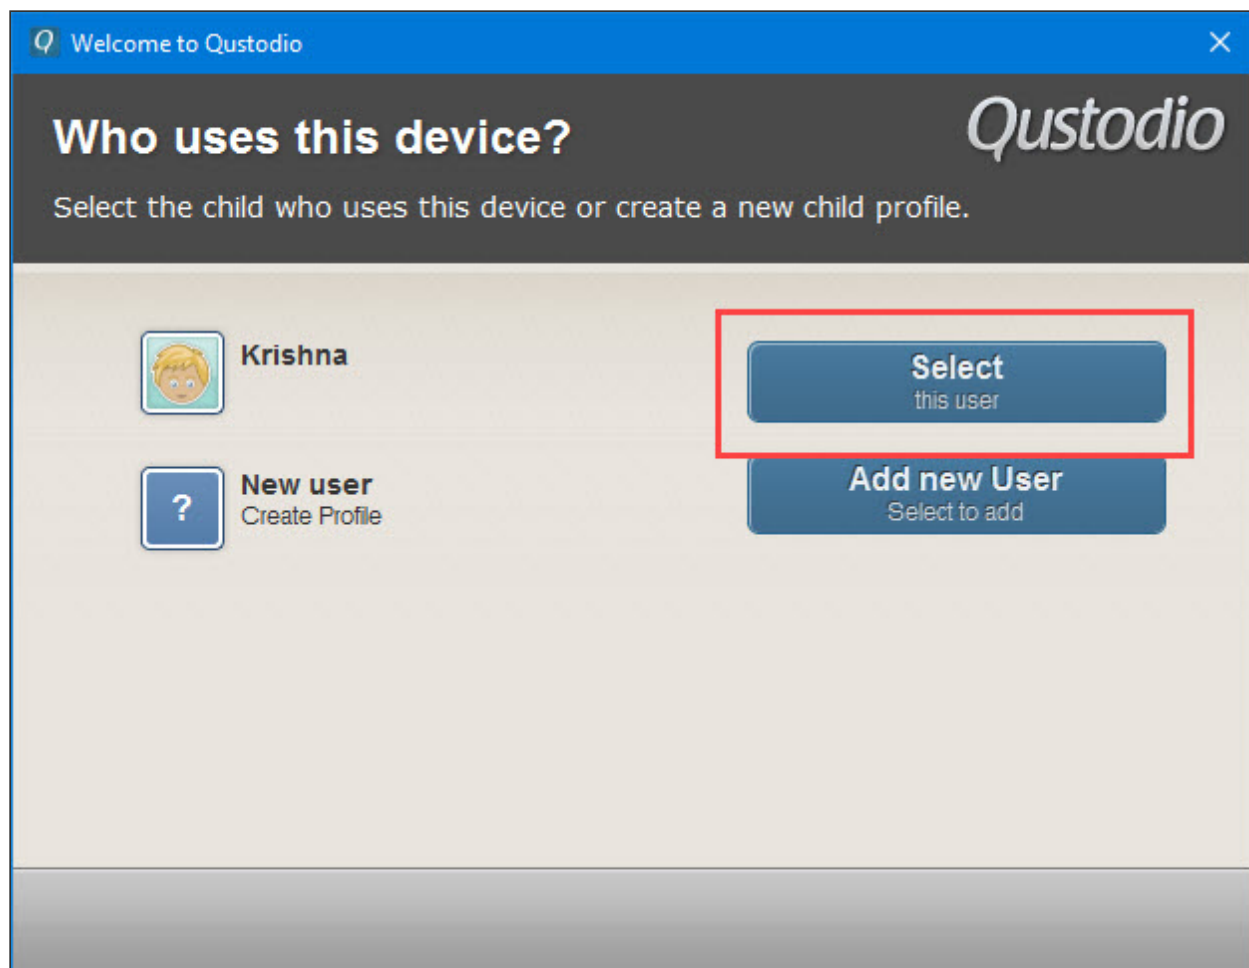 Welcome to Qustodio
Who uses this device?
Qustodio
Select the child who uses this device or create a new child profile.
Krishna
Select
this user
New user
Create Profile
?
Add new User
Select to add